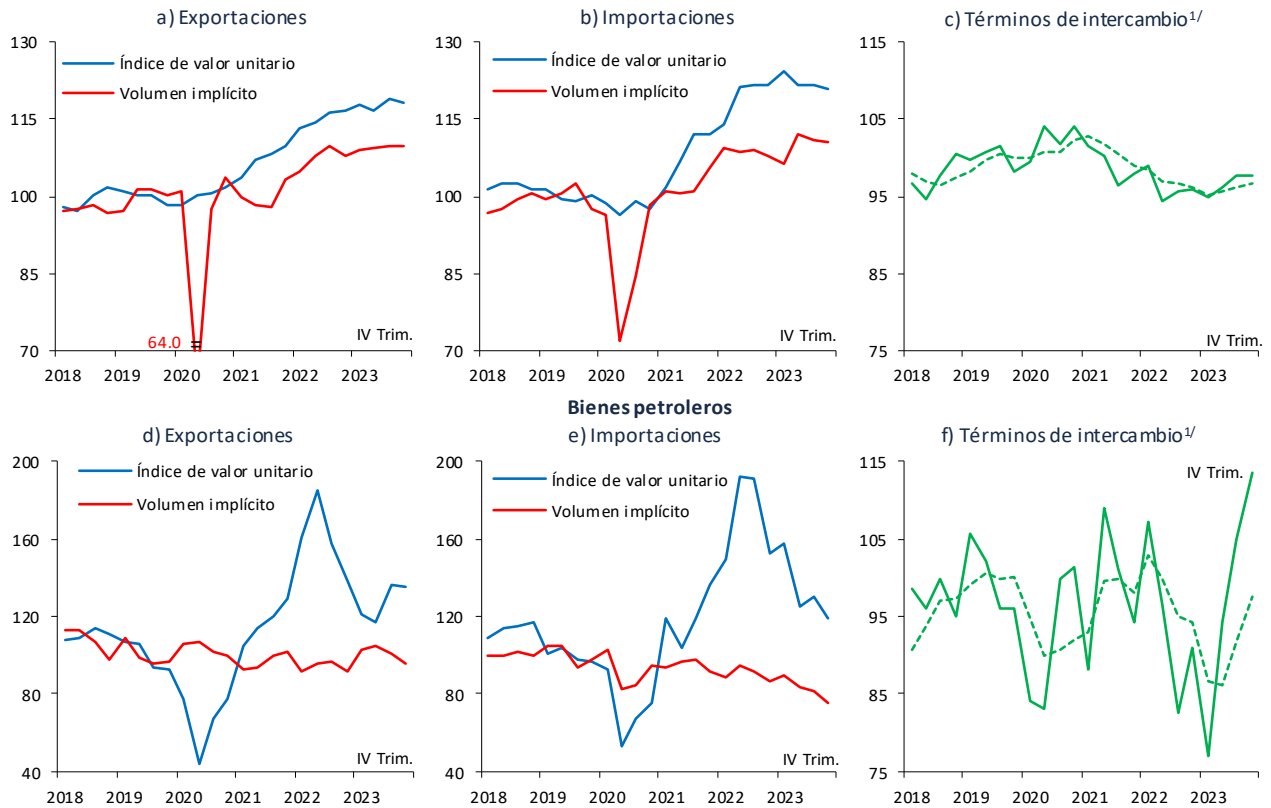 a) Exportaciones
130
115
100
85
70
Índice de valor unitario
Volumen implícito
64.0
IV Trim.
2018 2019 2020 2021 2022 2023
b) Importaciones
130
115
100
85
70
Índice de valor unitario
Volumen implícito
IV Trim.
2018 2019 2020 2021 2022 2023
c) Términos de intercambio1/
115
105
95
85
75
IV Trim.
2018 2019 2020 2021 2022 2023
Bienes petroleros
d) Exportaciones
200
160
120
80
40
Índice de valor unitario
Volumen implícito
IV Trim.
2018 2019 2020 2021 2022 2023
e) Importaciones
200
160
120
80
40
Índice de valor unitario
Volumen implícito
IV Trim.
2018 2019 2020 2021 2022 2023
f) Términos de intercambio1/
115
105
95
85
75
IV Trim.
2018 2019 2020 2021 2022 2023